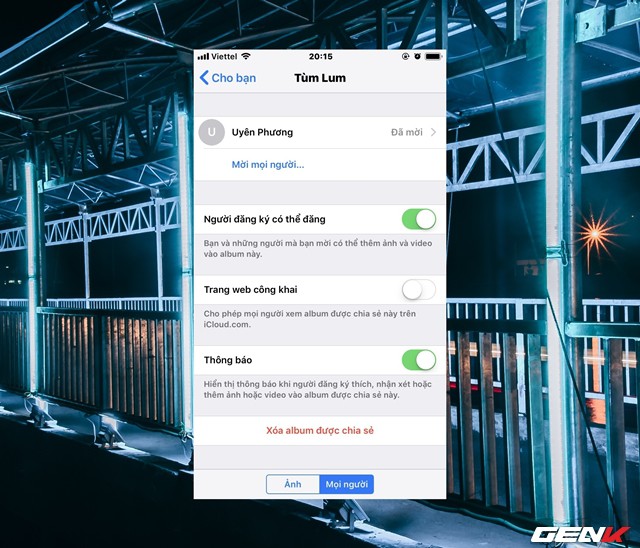 Viettel 20:15
Cho bạn Tùm Lum
U Uyên Phương Đã mời
Mời mọi người...
Người đăng ký có thể đăng
Bạn và những người mà bạn mời có thể thêm ảnh và video
vào album này.
Trang web công khai
Cho phép mọi người xem album được chia sẻ này trên
iCloud.com.
Thông báo
Hiển thị thông báo khi người đăng ký thích, nhận xét hoặc
thêm ảnh hoặc video vào album được chia sẻ này.
Xóa album được chia sẻ
Ảnh Mọi người
GENK